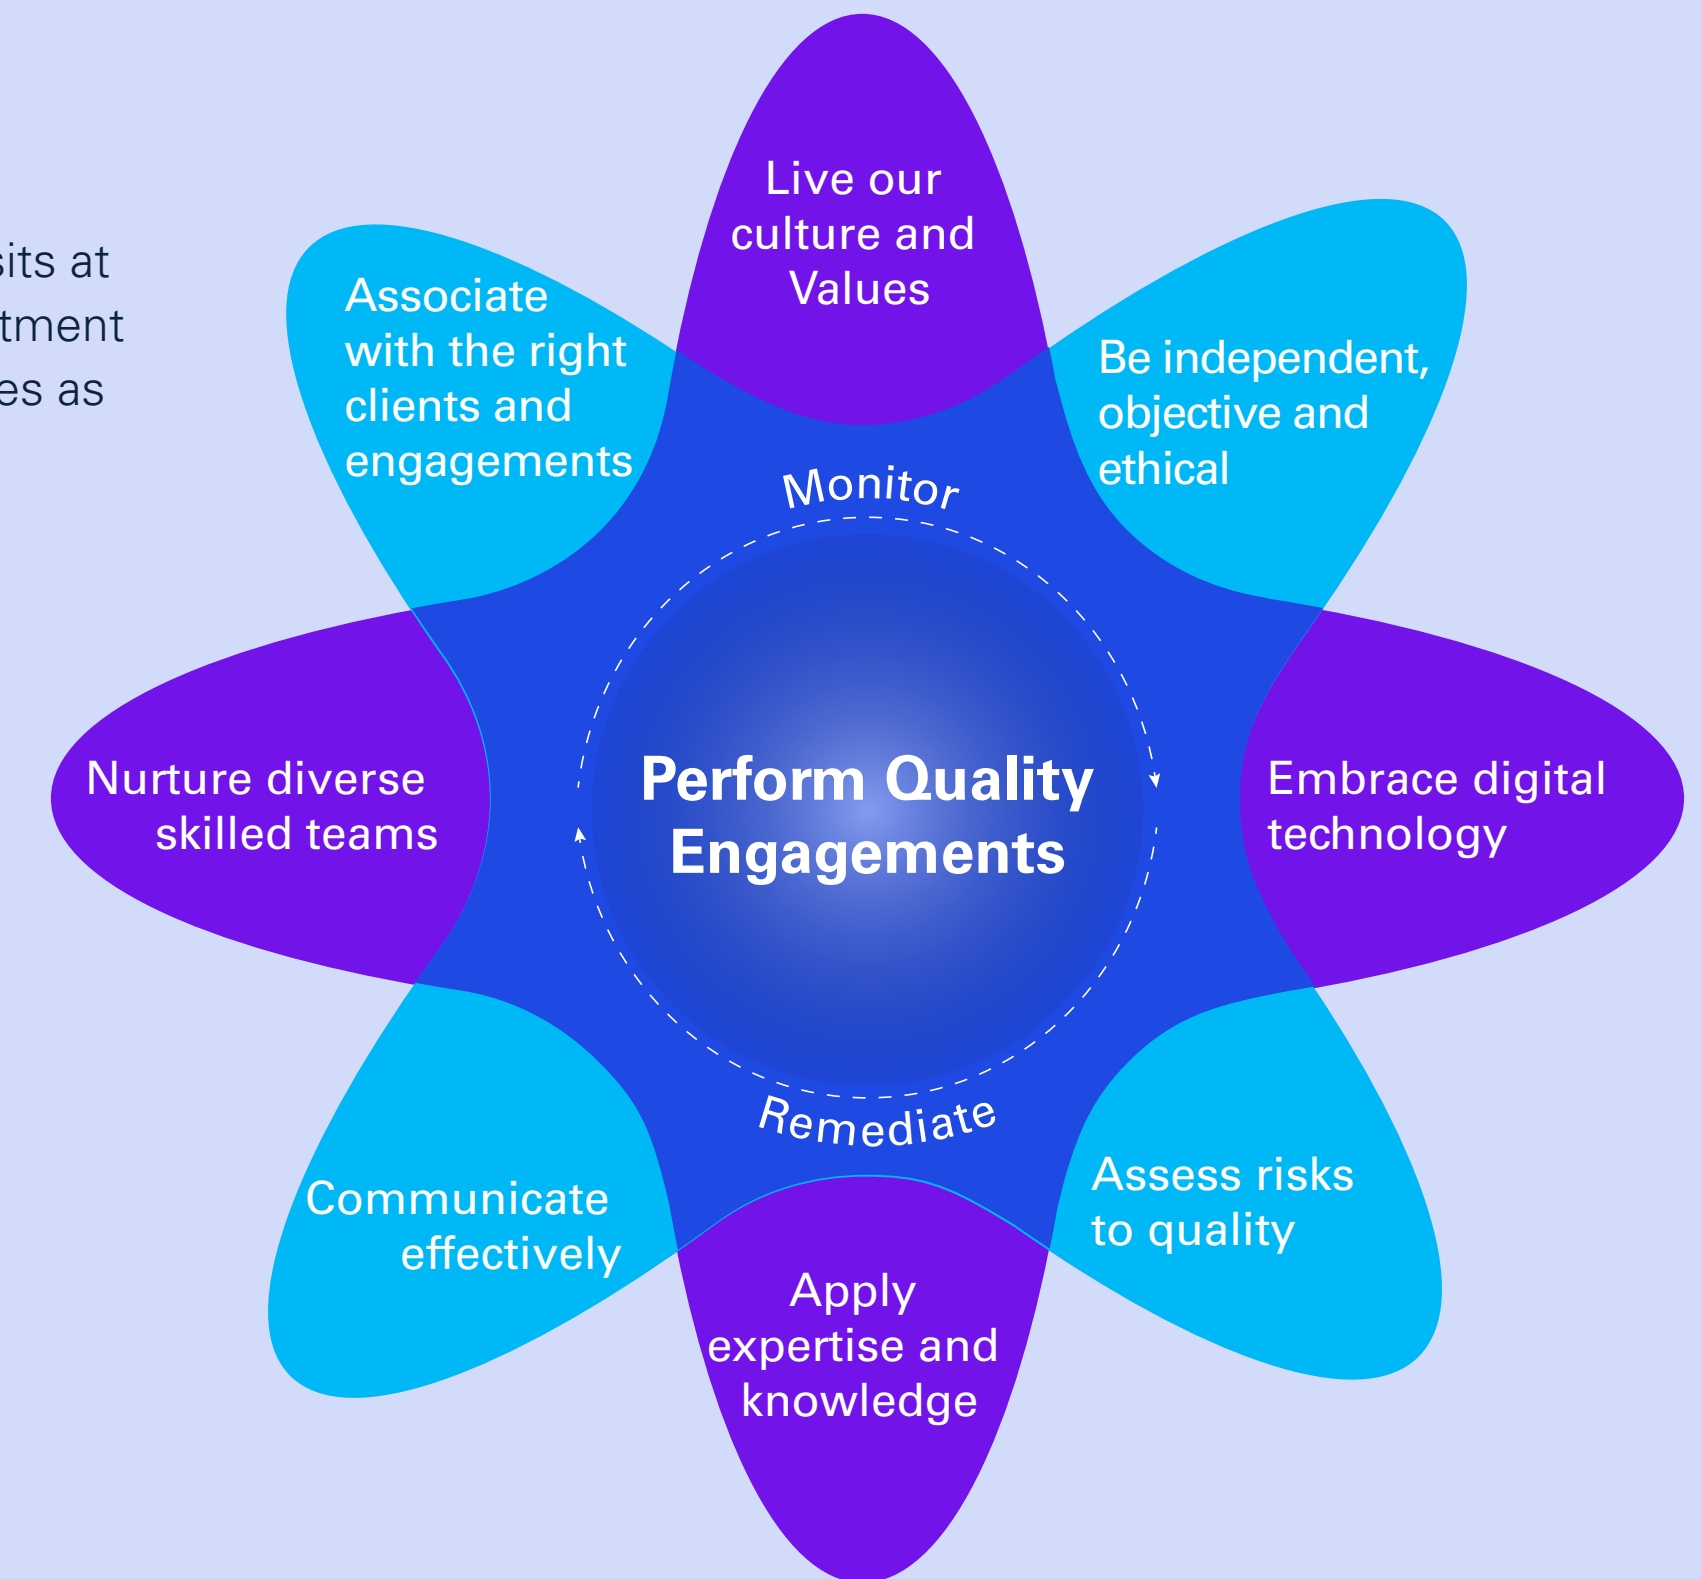 sits at
tment
es as
Live our
culture and
Values
Associate
with the right
clients and
engagements
Be independent,
objective and
ethical
Monitor
Nurture diverse
skilled teams
Perform Quality
Engagements
Embrace digital
technology
Remediate
Communicate
effectively
Assess risks
to quality
Apply
expertise and
knowledge